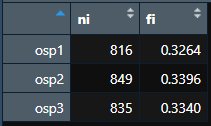 ni fi
osp1 816 0.3264
osp2 849 0.3396
osp3 835 0.3340